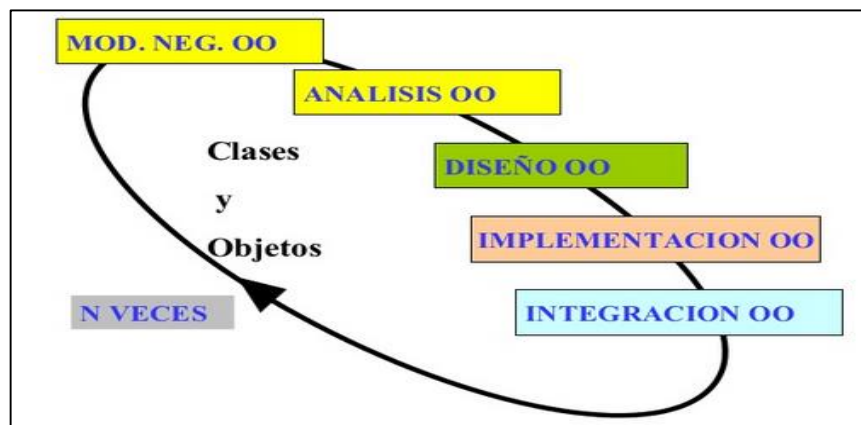 MOD. NEG. OO
ANALISIS OO
Clases
y
Objetos
DISEÑO OO
IMPLEMENTACION OO
N VECES
INTEGRACION OO